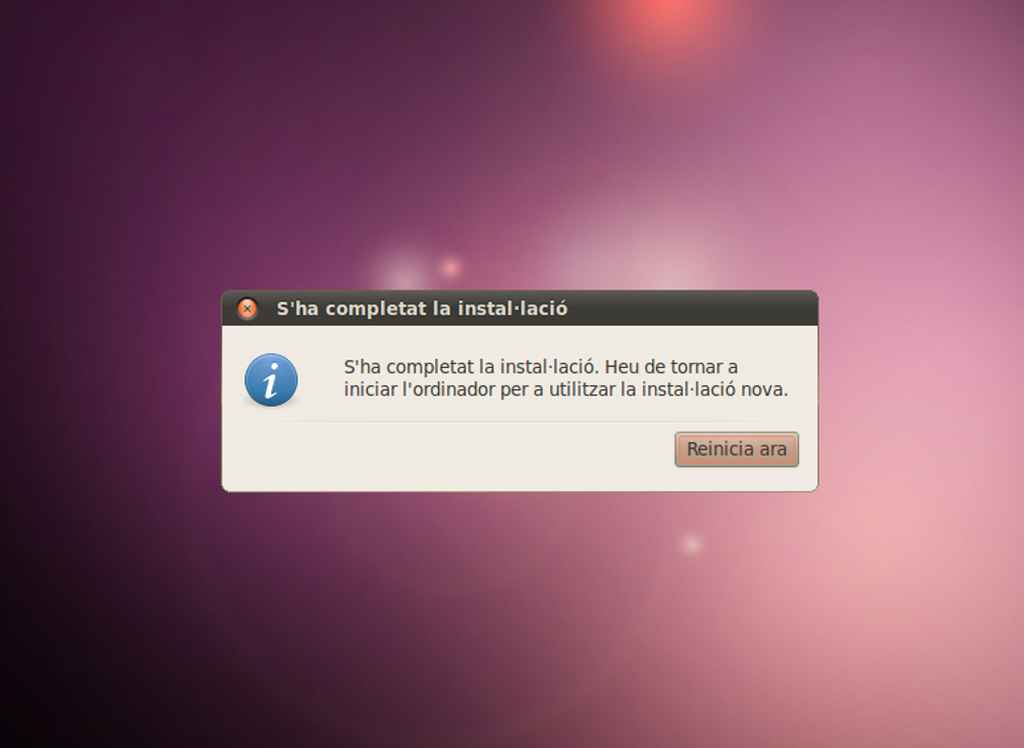 S'ha completat la instal·lació
S'ha completat la instal·lació. Heu de tornar a
iniciar l'ordinador per a utilitzar la instal·lació nova.
Reinicia ara